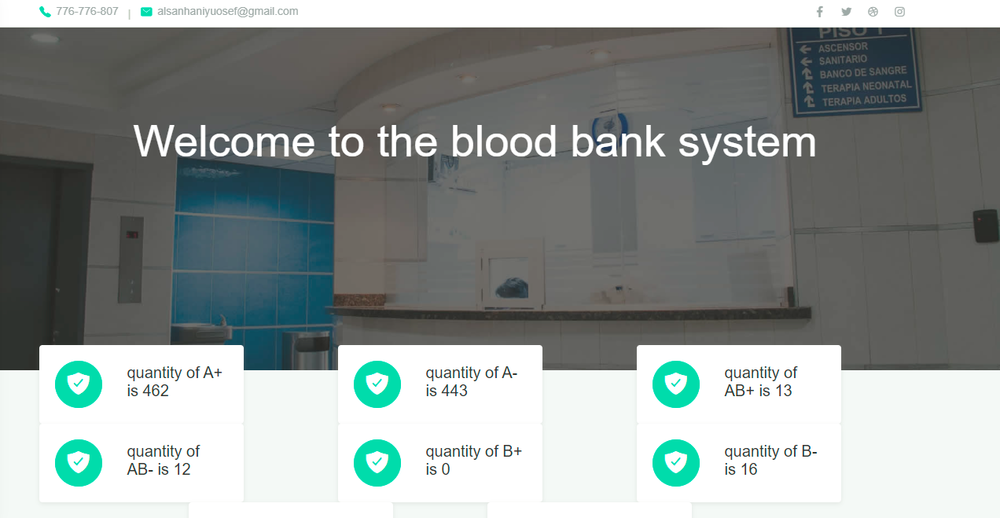 776-776-807 | alsanhaniyuosef@gmail.com
PISO 1
ASCENSOR
SANITARIO
BANCO DE SANGRE
TERAPIA NEONATAL
TERAPIA ADULTOS
Welcome to the blood bank system
quantity of A+
is 462
quantity of A-
is 443
quantity of
AB+ is 13
quantity of
AB- is 12
quantity of B+
is 0
quantity of B-
is 16